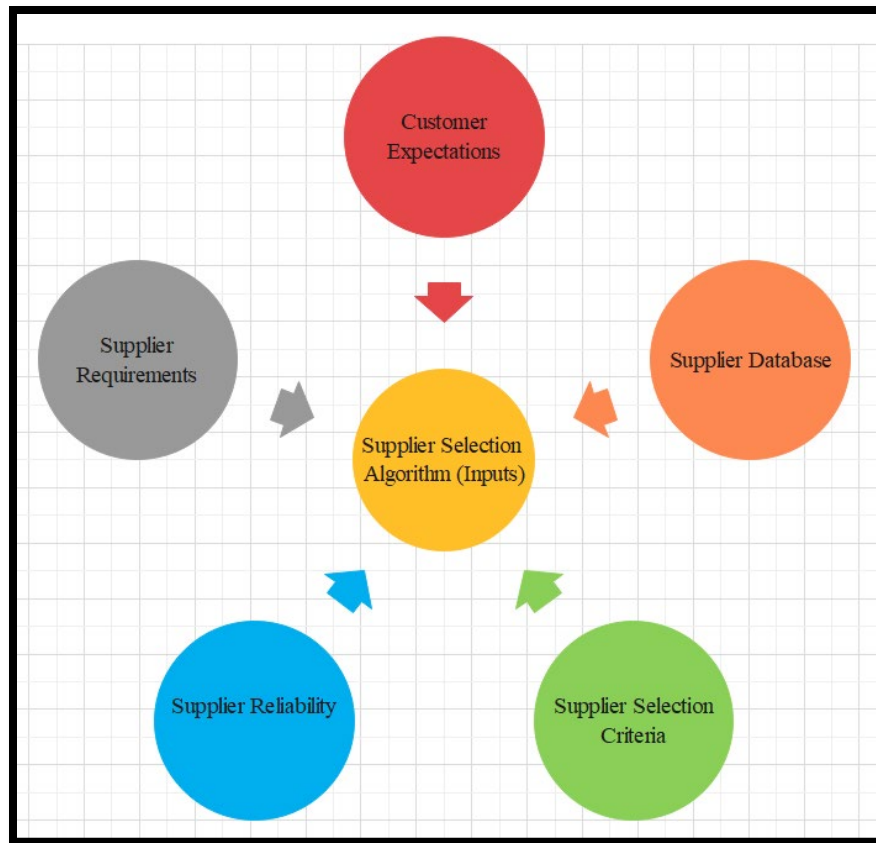 Customer
Expectations
Supplier
Requirements
Supplier Database
Supplier Selection
Algorithm (Inputs)
Supplier Reliability
Supplier Selection
Criteria